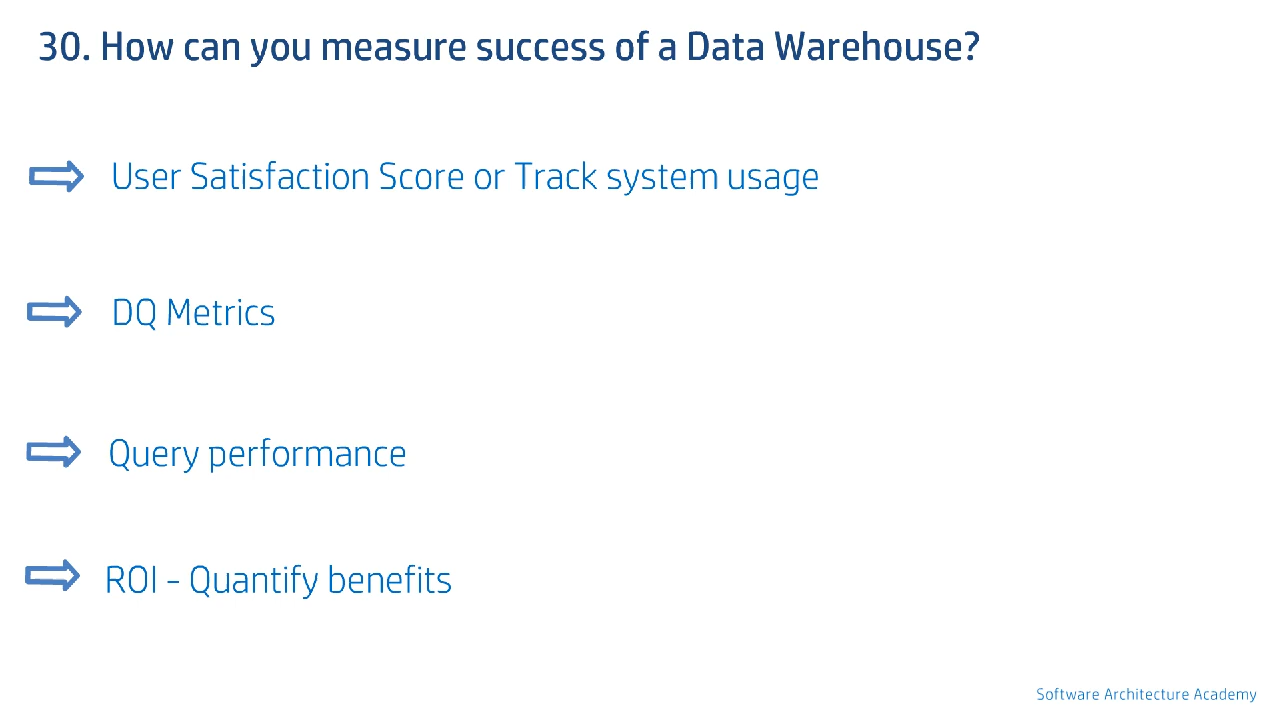 30. How can you measure success of a Data Warehouse?
User Satisfaction Score or Track system usage
DQ Metrics
Query performance
ROI - Quantify benefits
Software Architecture Academy